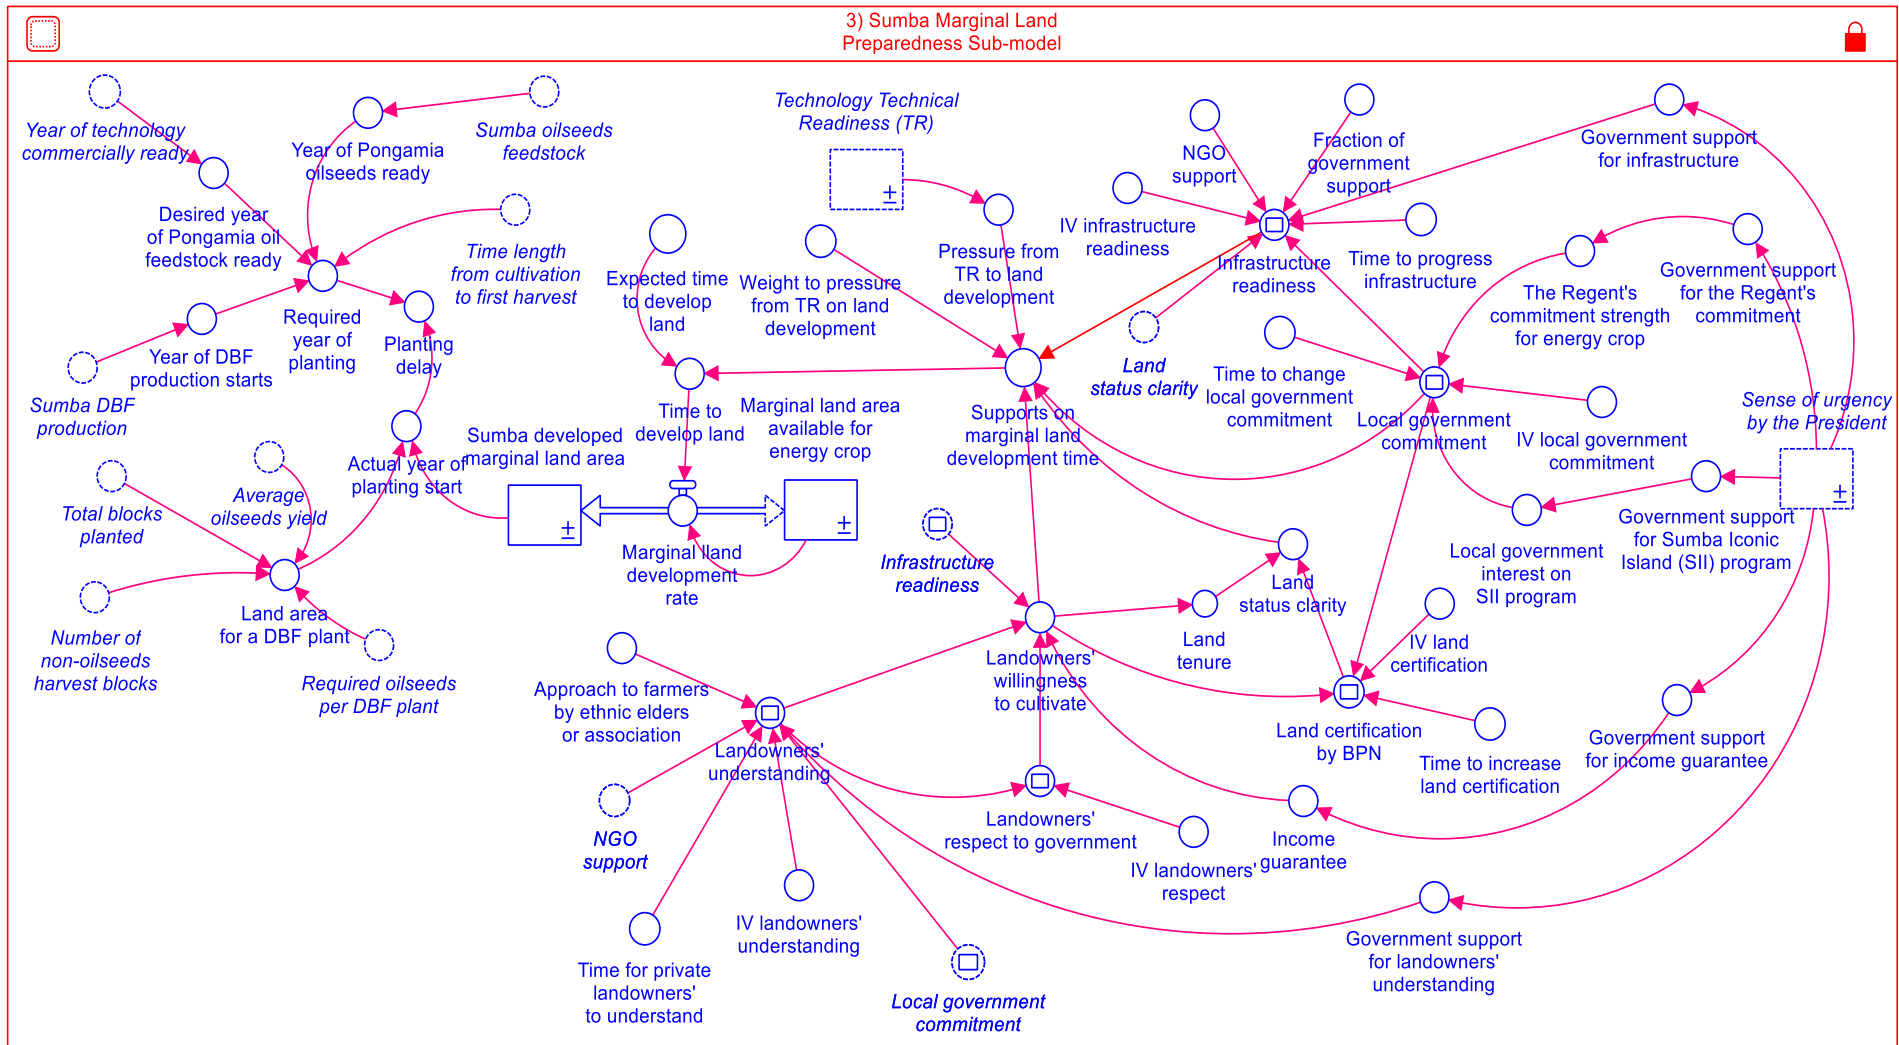 3) Sumba Marginal Land
Preparedness Sub-model
Year of technology
commercially ready
Year of Pongamia
oilseeds ready
Sumba oilseeds
feedstock
Technology Technical
Readiness (TR)
NGO
support
Fraction of
government
support
Government support
for infrastructure
Desired year
of Pongamia oil
feedstock ready
Time length
from cultivation
to first harvest
Expected time
to develop
land
Weight to pressure
from TR on land
development
Pressure from
TR to land
development
IV infrastructure
readiness
Infrastructure
readiness
Time to progress
infrastructure
The Regent's
commitment strength
for energy crop
Government support
for the Regent's
commitment
Year of DBF
production starts
Required
year of
planting
Planting
delay
Sumba DBF
production
Land
status clarity
Time to change
local government
commitment
Local government
commitment
IV local government
commitment
Sense of urgency
by the President
Time to
develop land
Marginal land area
available for
energy crop
Supports on
marginal land
development time
Sumba developed
marginal land area
Actual year of
planting start
Average
oilseeds yield
Total blocks
planted
Marginal lland
development
rate
Infrastructure
readiness
Local government
interest on
SII program
Government support
for Sumba Iconic
Island (SII) program
Land
status clarity
Land area
for a DBF plant
Number of
non-oilseeds
harvest blocks
Required oilseeds
per DBF plant
Approach to farmers
by ethnic elders
or association
Landowners'
willingness
to cultivate
Land
tenure
IV land
certification
Landowners'
understanding
Land certification
by BPN
Time to increase
land certification
Government support
for income guarantee
NGO
support
Landowners'
respect to government
IV landowners'
respect
Income
guarantee
IV landowners'
understanding
Time for private
landowners'
to understand
Local government
commitment
Government support
for landowners'
understanding